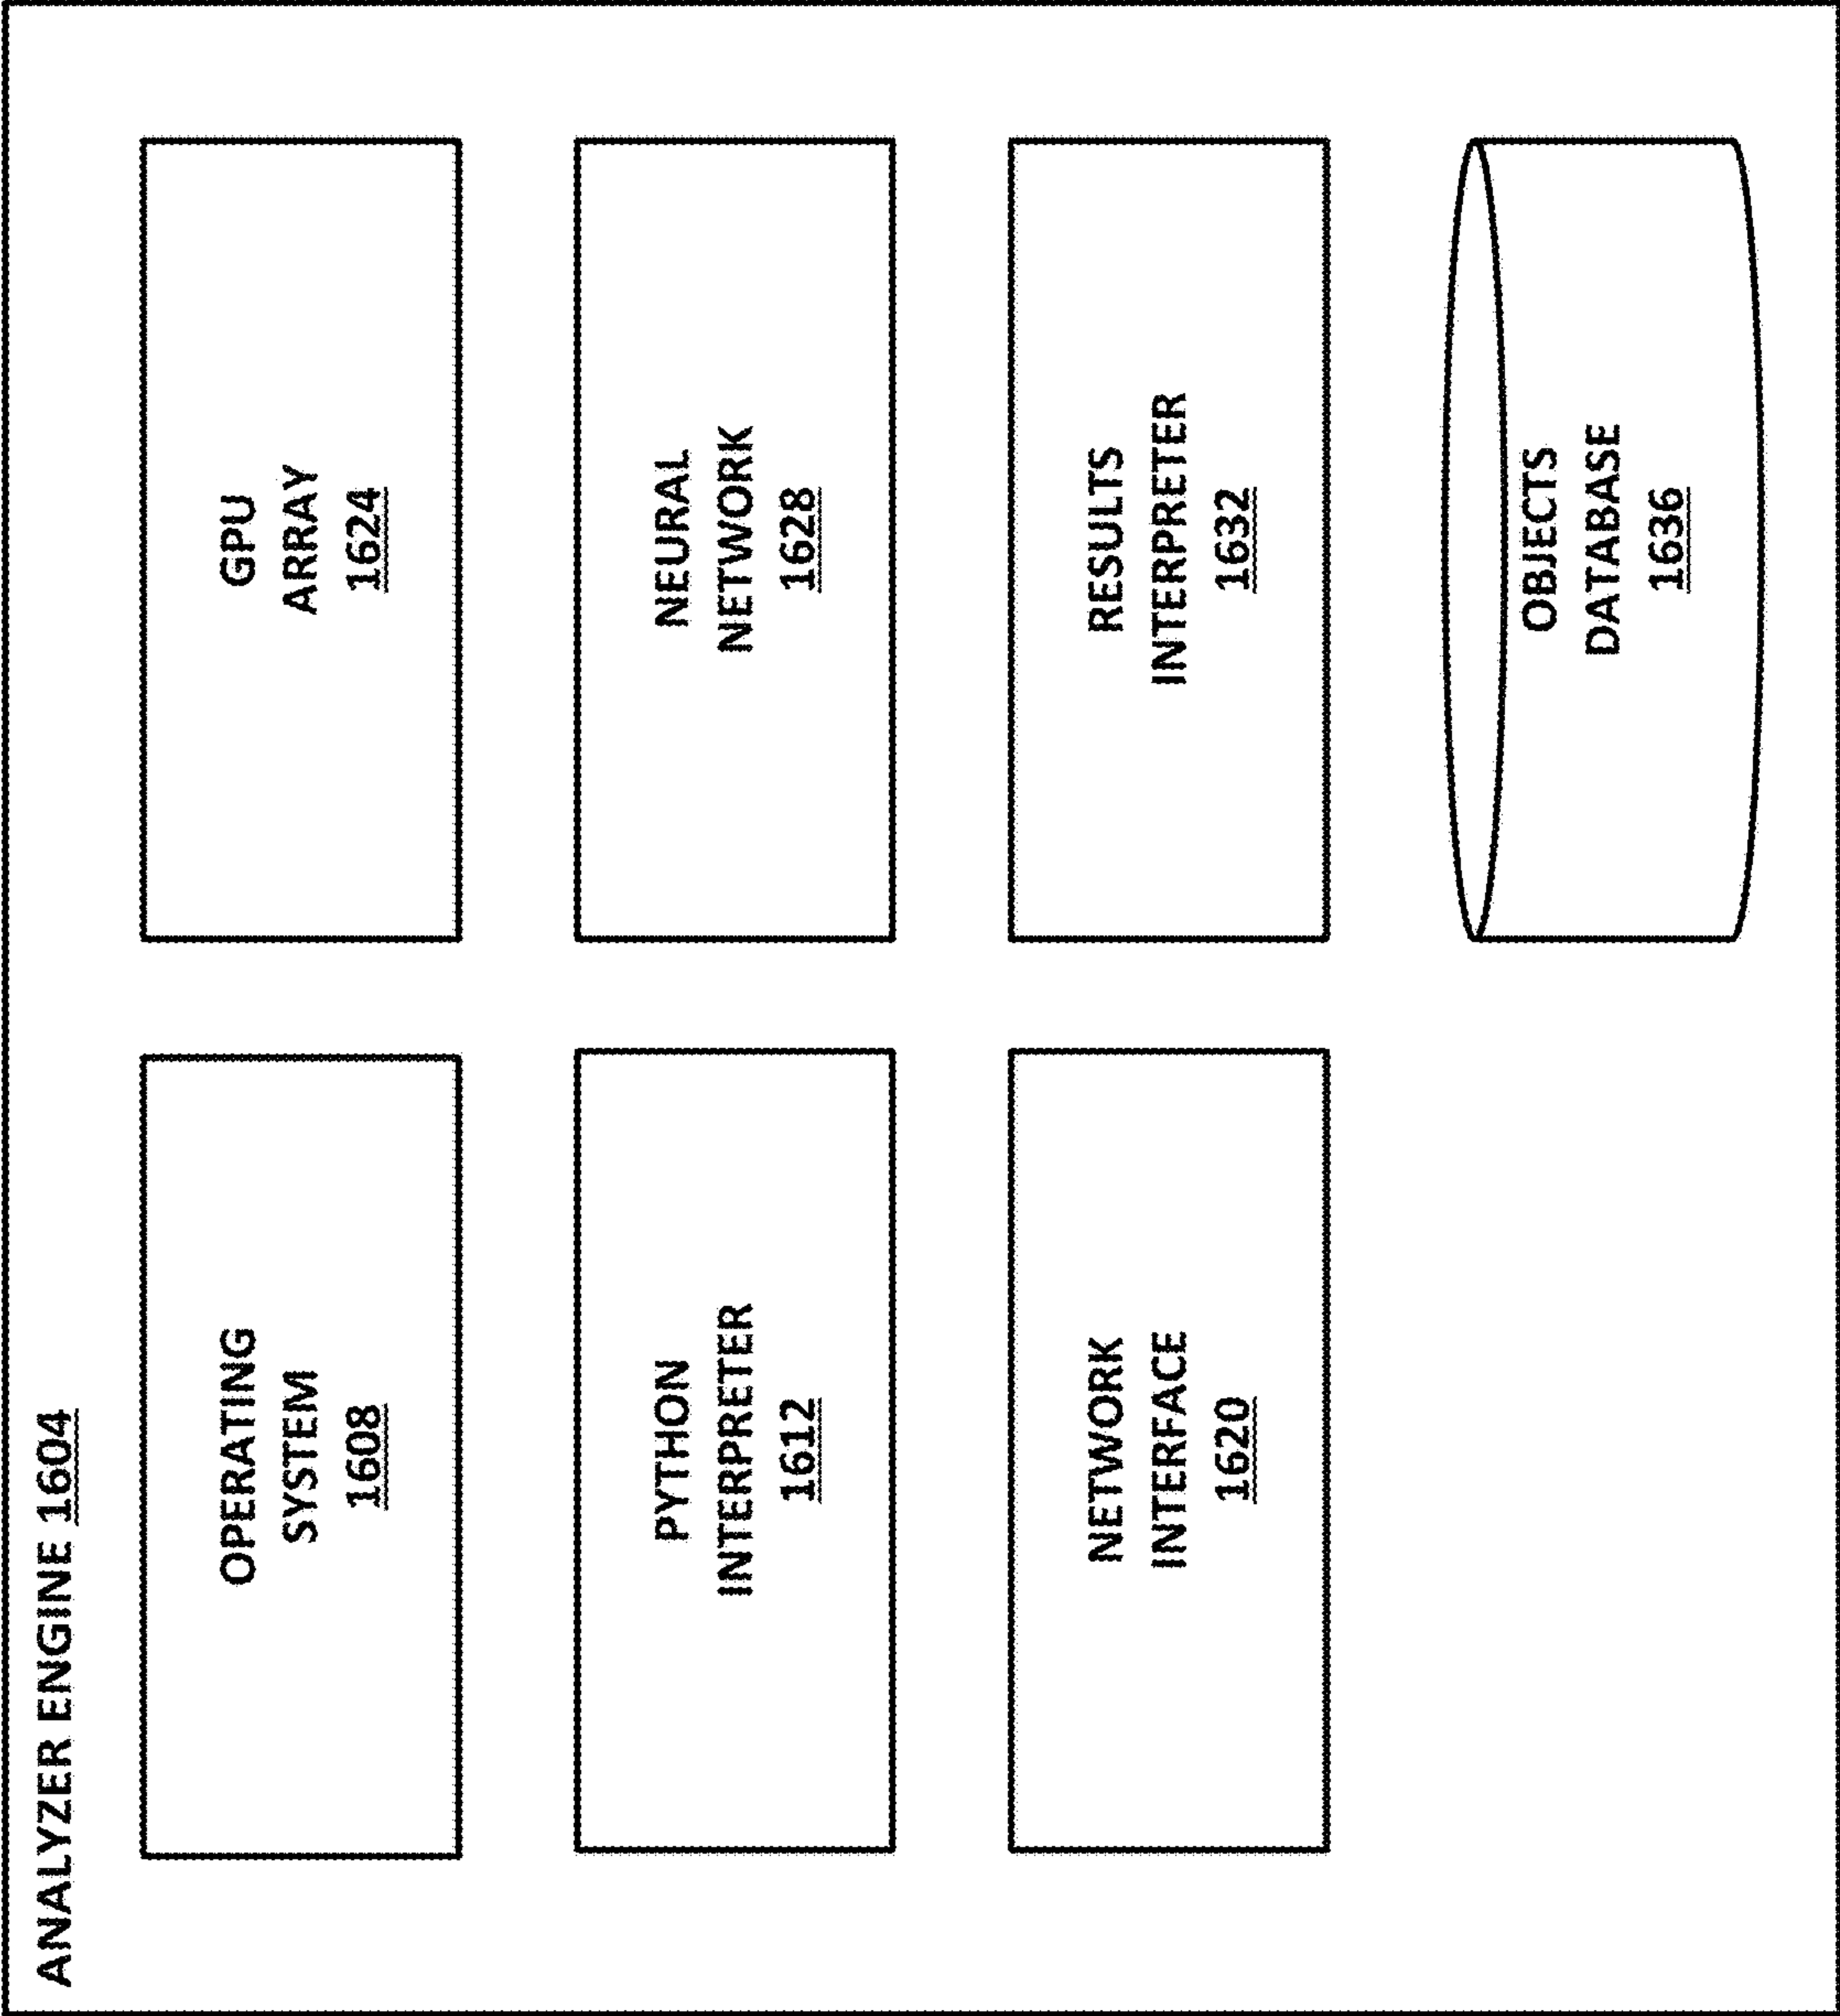 ANALYZER ENGINE 1604
OPERATING
SYSTEM
1608
PYTHON
INTERPRETER
1612
NETWORK
INTERFACE
1620
GPU
ARRAY
1624
NEURAL
NETWORK
1628
RESULTS
INTERPRETER
1632
OBJECTS
DATABASE
1636